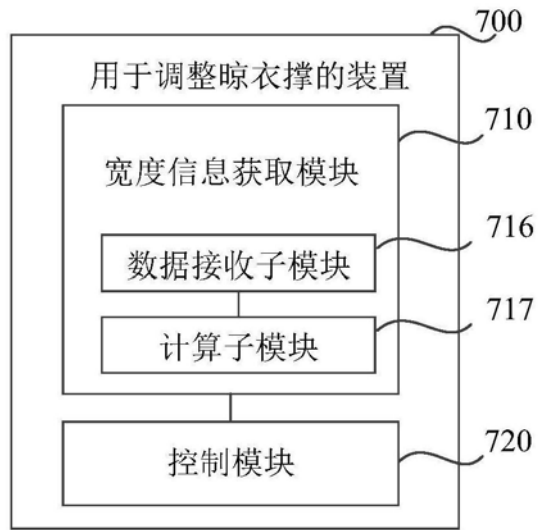 700
用于调整晾衣撑的装置
710
宽度信息获取模块
716
数据接收子模块
717
计算子模块
720
控制模块